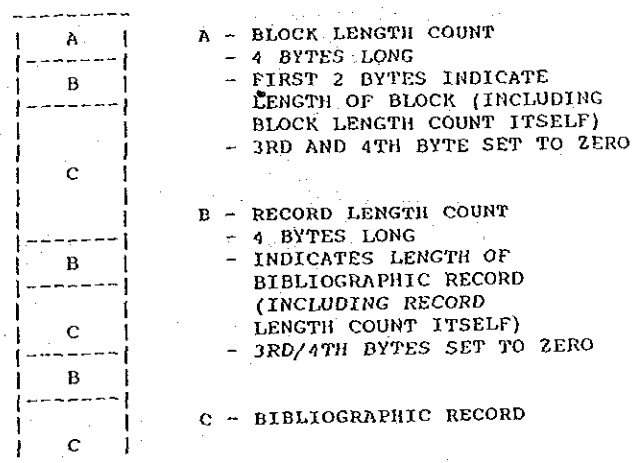 A
B
C
B
C
B
C
A - BLOCK LENGTH COUNT
- 4 BYTES LONG
- FIRST 2 BYTES INDICATE
LENGTH OF BLOCK (INCLUDING
BLOCK LENGTH COUNT ITSELF)
- 3RD AND 4TH BYTE SET TO ZERO
B - RECORD LENGTH COUNT
- 4 BYTES LONG
- INDICATES LENGTH OF
BIBLIOGRAPHIC RECORD
(INCLUDING RECORD
LENGTH COUNT ITSELF)
- 3RD/4TH BYTES SET TO ZERO
C - BIBLIOGRAPHIC RECORD